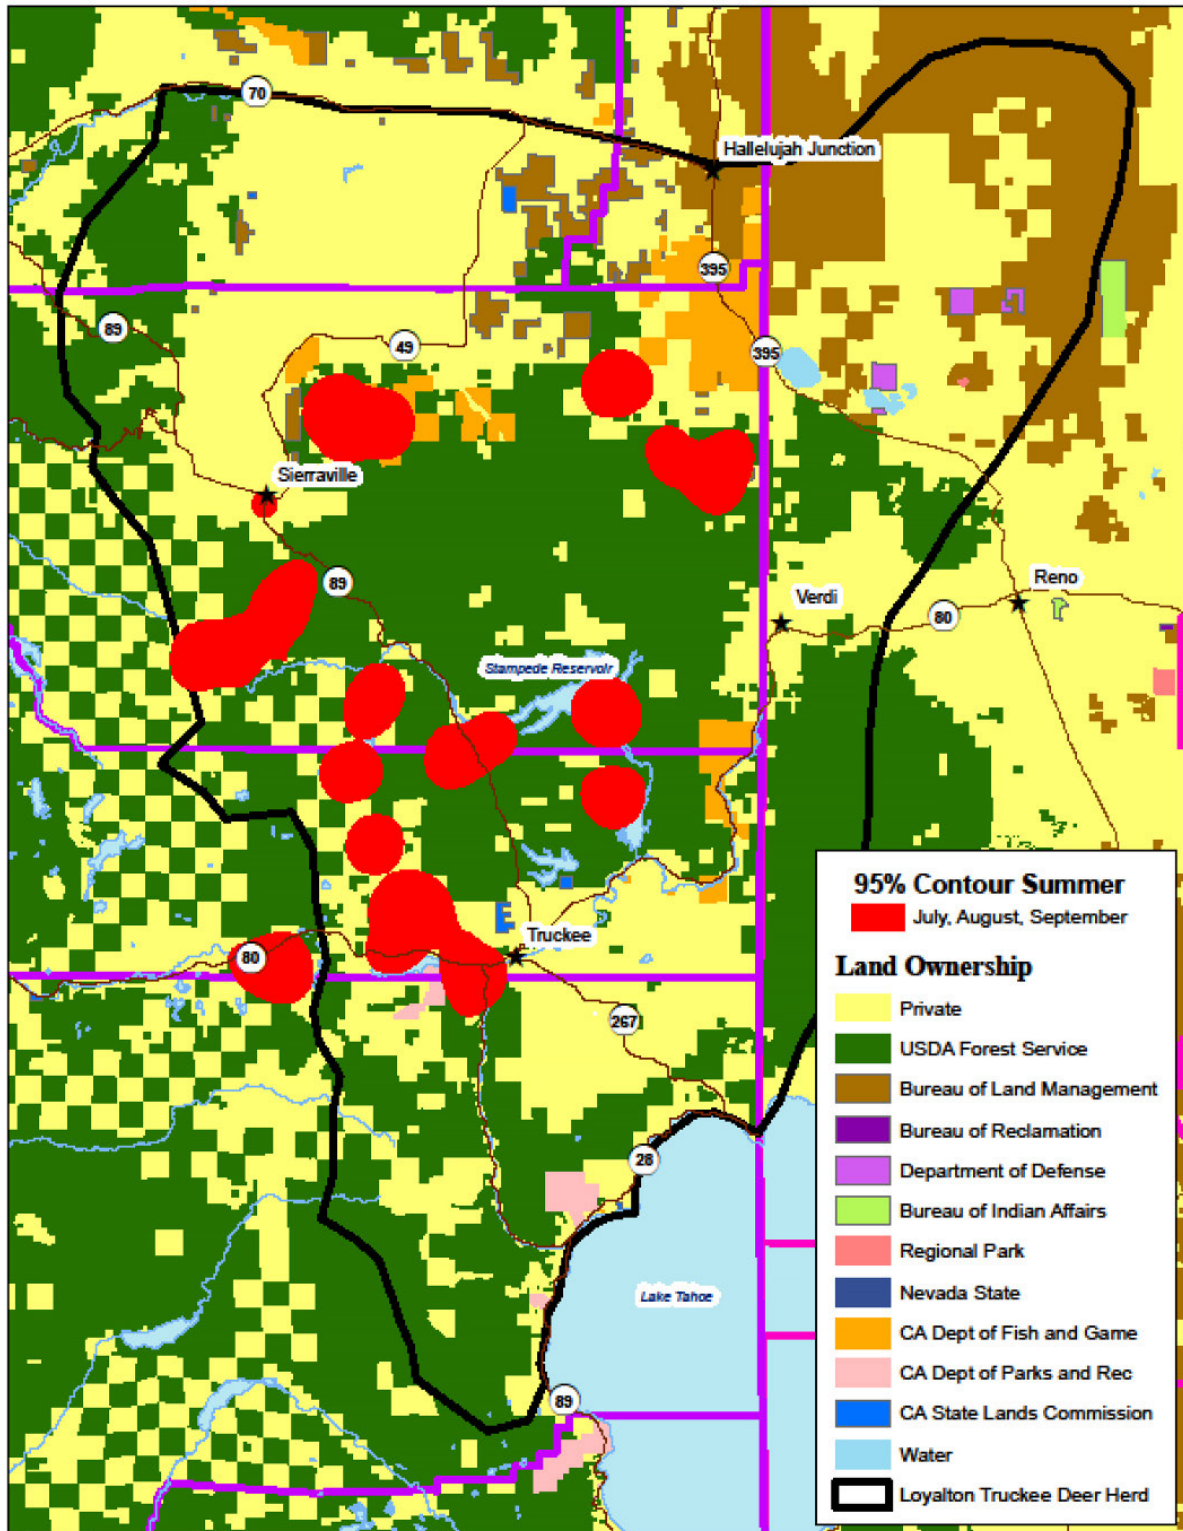 70
Hallelujah Junction
395
89
49
395
Sierraville
89
Verdi
Reno
80
Stampede Reservoir
Truckee
80
267
28
Lake Tahoe
89
95% Contour Summer
July, August, September
Land Ownership
Private
USDA Forest Service
Bureau of Land Management
Bureau of Reclamation
Department of Defense
Bureau of Indian Affairs
Regional Park
Nevada State
CA Dept of Fish and Game
CA Dept of Parks and Rec
CA State Lands Commission
Water
Loyalton Truckee Deer Herd